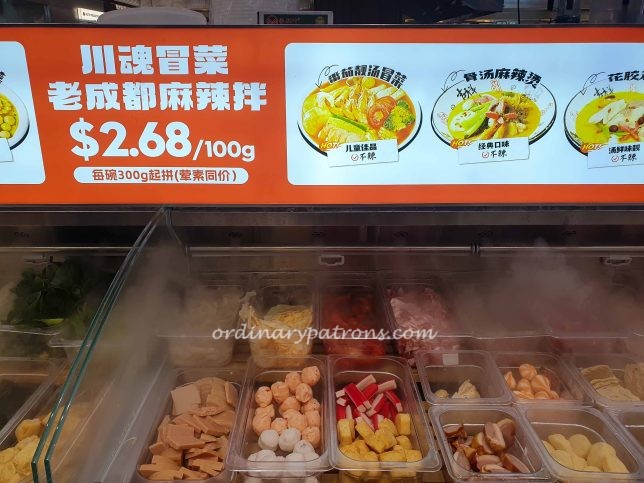 川魂冒菜
老成都麻辣拌
$2.68/100g
每碗300g起拼(荤素同价)
番茄靓汤冒菜
HOT
儿童佳品
不辣
骨汤麻辣烫
HOT
经典口味
不辣
花胶
HOT
汤鲜味靓
不辣
ordinarypatrons.com